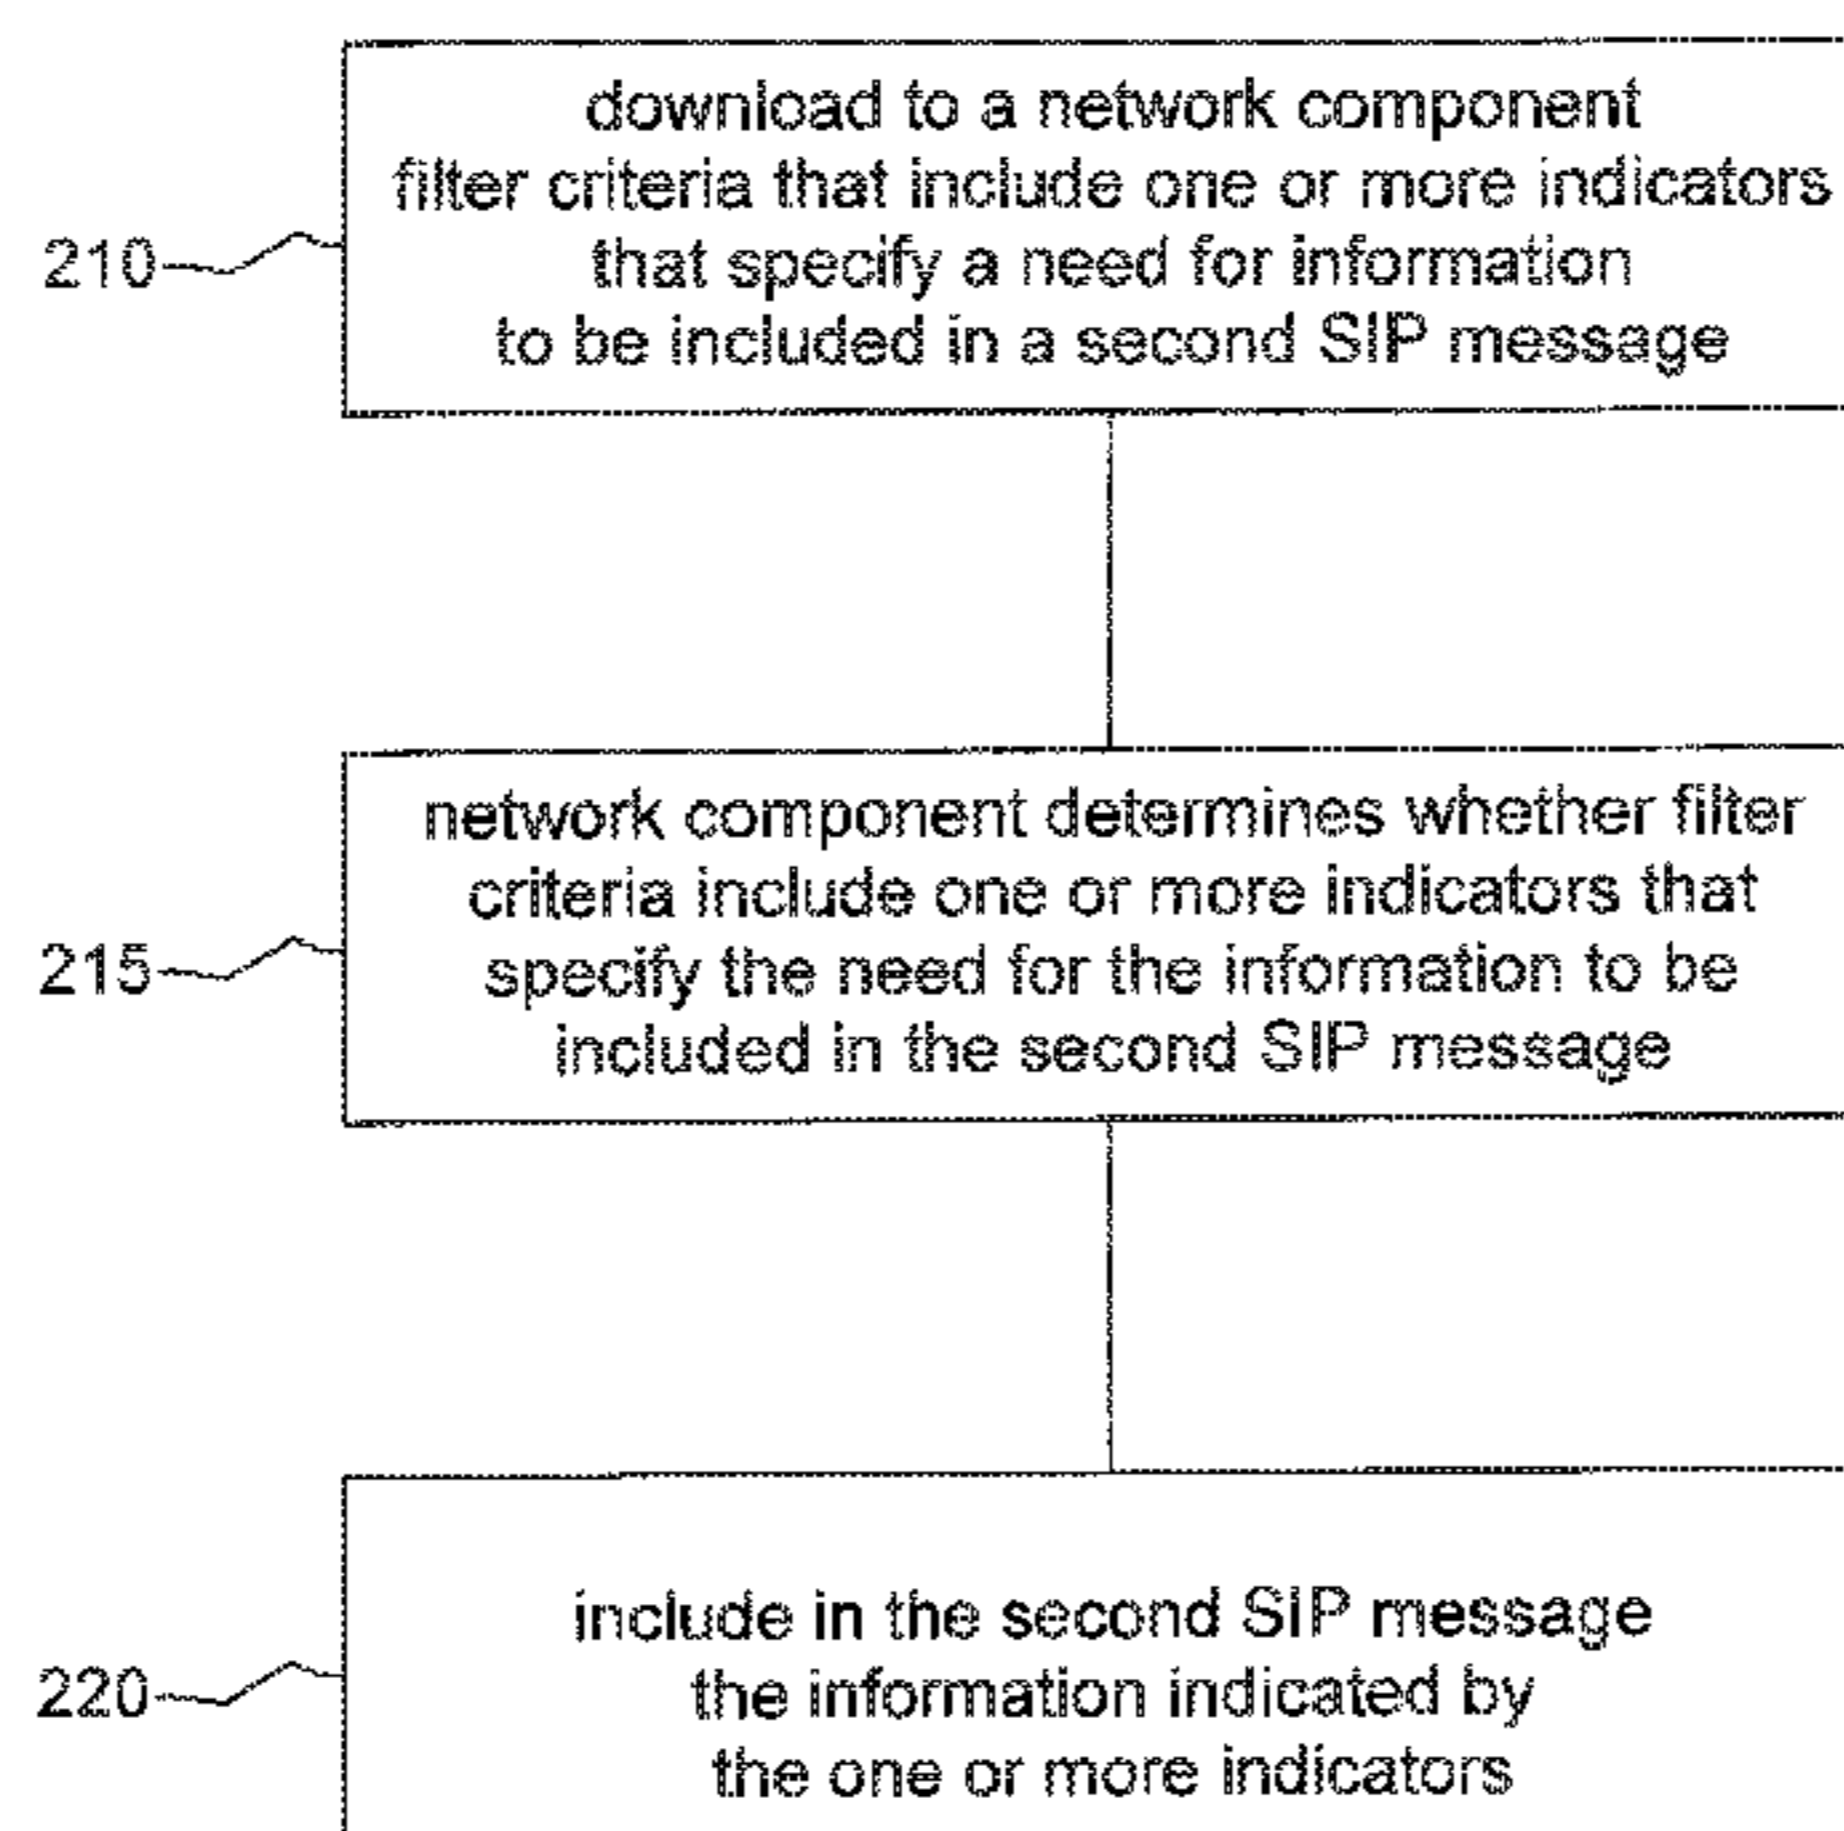 download to a network component
filter criteria that include one or more indicators
210
that specify a need for information
to be included in a second SIP message
network component determines whether filter
criteria include one or more indicators that
215
specify the need for the information to be
included in the second SIP message
include in the second SIP message
220
the information indicated by
the one or more indicators